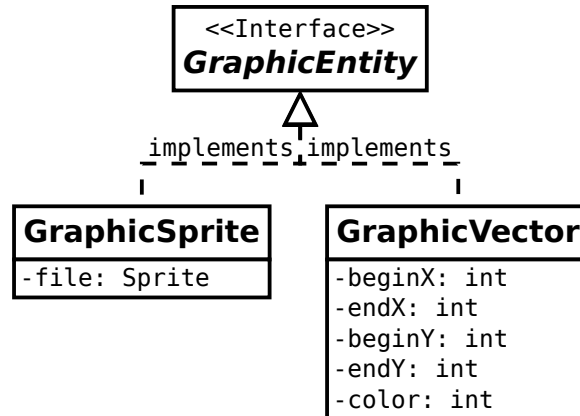 <<Interface>>
GraphicEntity
implements implements
GraphicSprite
-file: Sprite
GraphicVector
-beginX: int
-endX: int
-beginY: int
-endY: int
-color: int